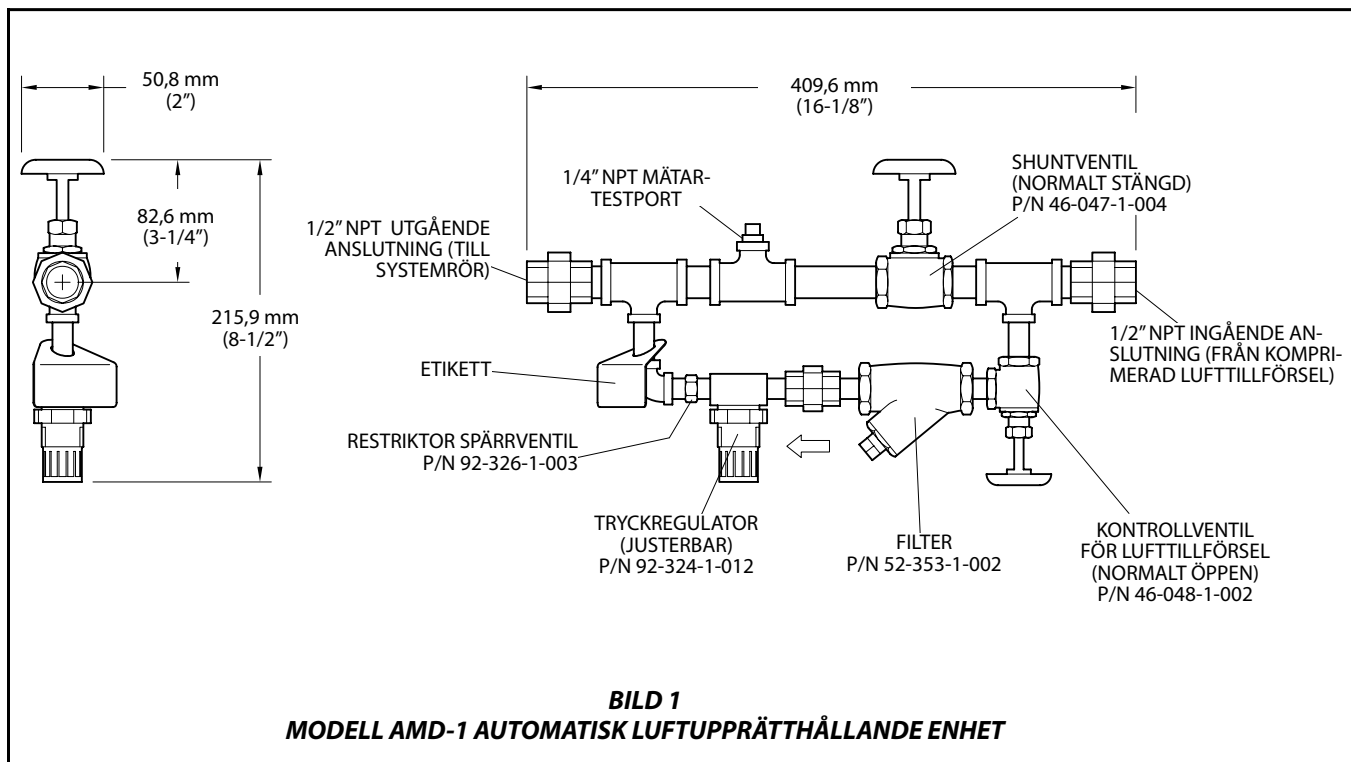 50,8 mm
(2”)
82,6 mm
(3-1/4”)
215,9 mm
(8-1/2”)
409,6 mm
(16-1/8”)
1/4” NPT MÄTAR-
TESTPORT
SHUNTVENTIL
(NORMALT STÄNGD)
P/N 46-047-1-004
1/2” NPT UTGÅENDE
ANSLUTNING (TILL
SYSTEMRÖR)
1/2” NPT INGÅENDE AN-
SLUTNING (FRÅN KOMPRI-
MERAD LUFTTILLFÖRSEL)
ETIKETT
RESTRIKTOR SPÄRRVENTIL
P/N 92-326-1-003
TRYCKREGULATOR
(JUSTERBAR)
P/N 92-324-1-012
FILTER
P/N 52-353-1-002
KONTROLLVENTIL
FÖR LUFTTILLFÖRSEL
(NORMALT ÖPPEN)
P/N 46-048-1-002
BILD 1
MODELL AMD-1 AUTOMATISK LUFTUPPRÄTTHÅLLANDE ENHET